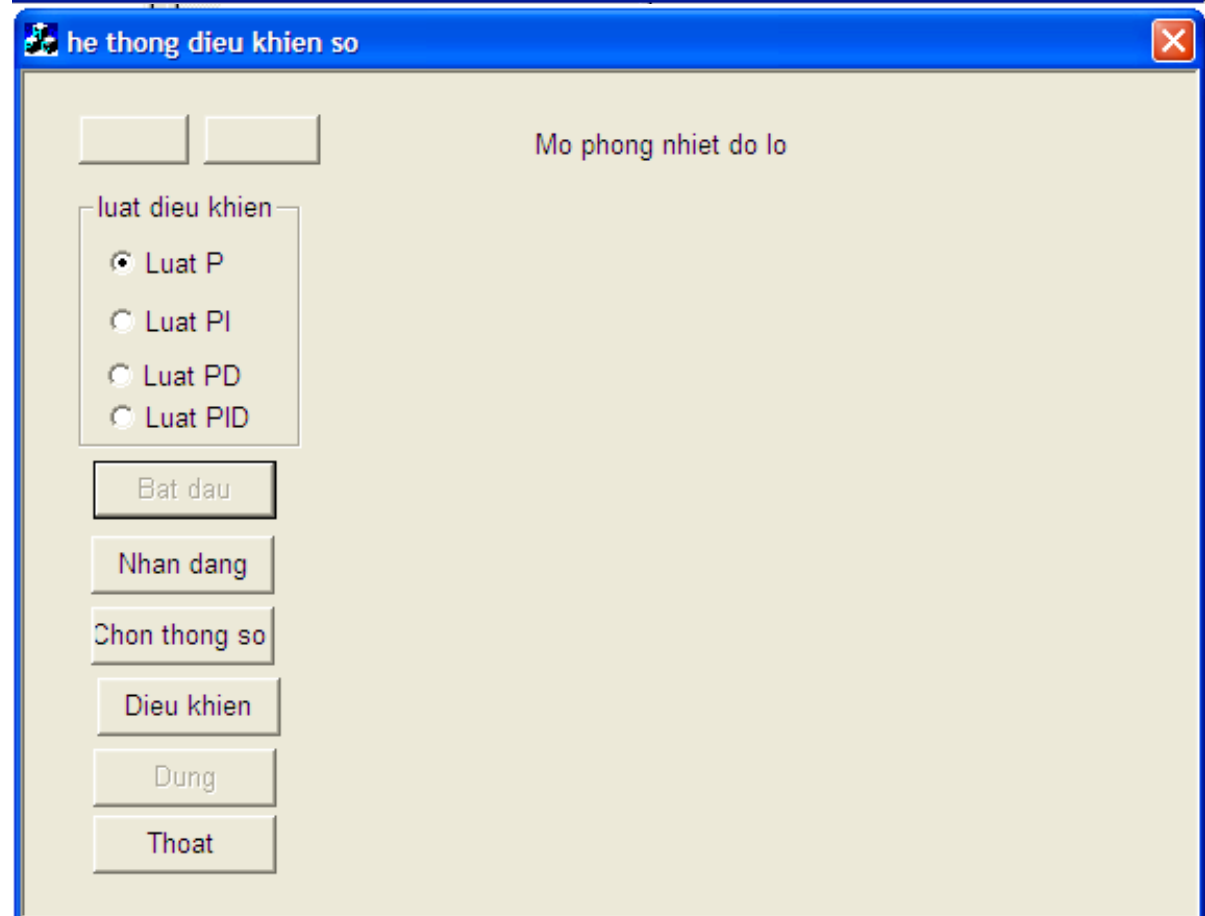 he thong dieu khien so
Mo phong nhiet do lo
luat dieu khien
Luat P
Luat PI
Luat PD
Luat PID
Bat dau
Nhan dang
Chon thong so
Dieu khien
Dung
Thoat